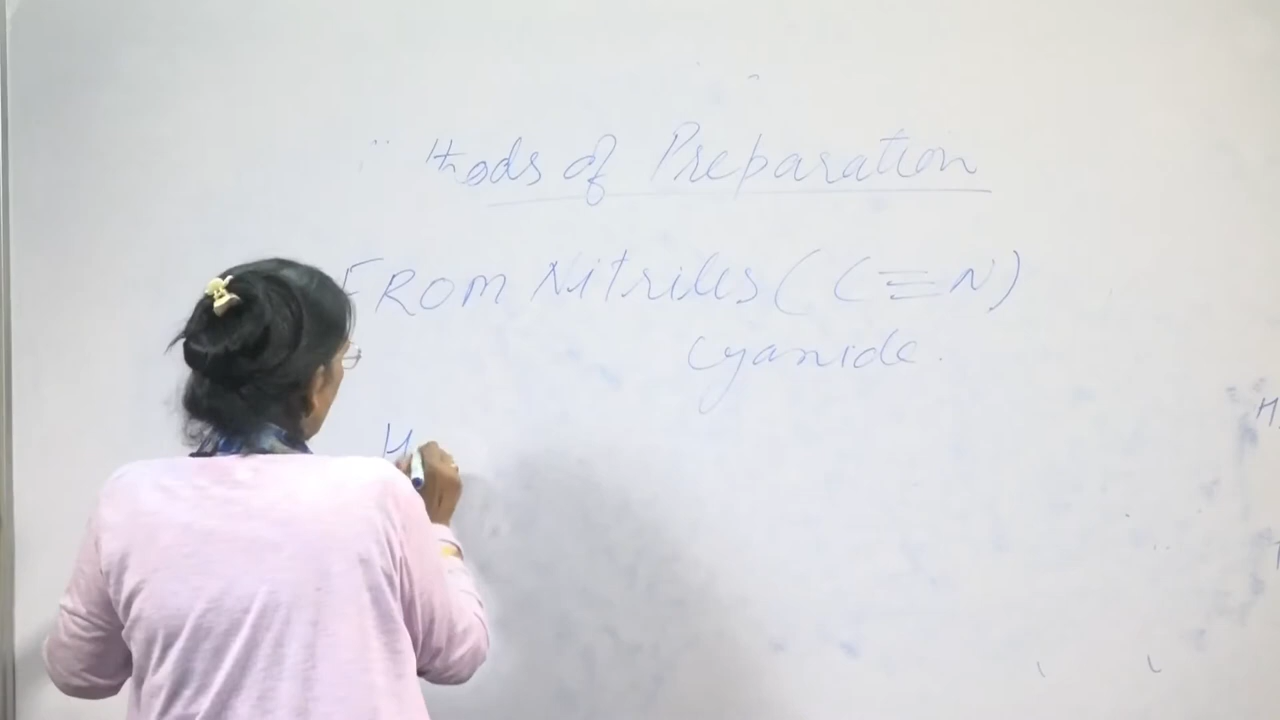 thods of Preparation
FROM Nitriles (C≡N)
Cyanide.
H
H